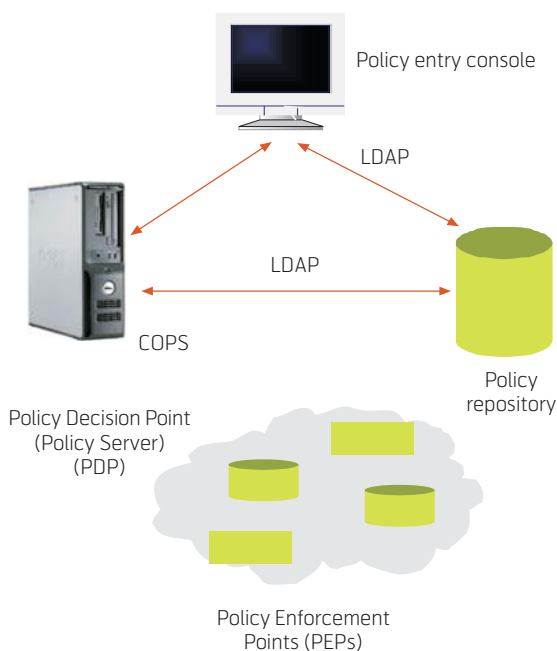 Policy entry console
LDAP
LDAP
COPS
Policy
repository
Policy Decision Point
(Policy Server)
(PDP)
Policy Enforcement
Points (PEPs)